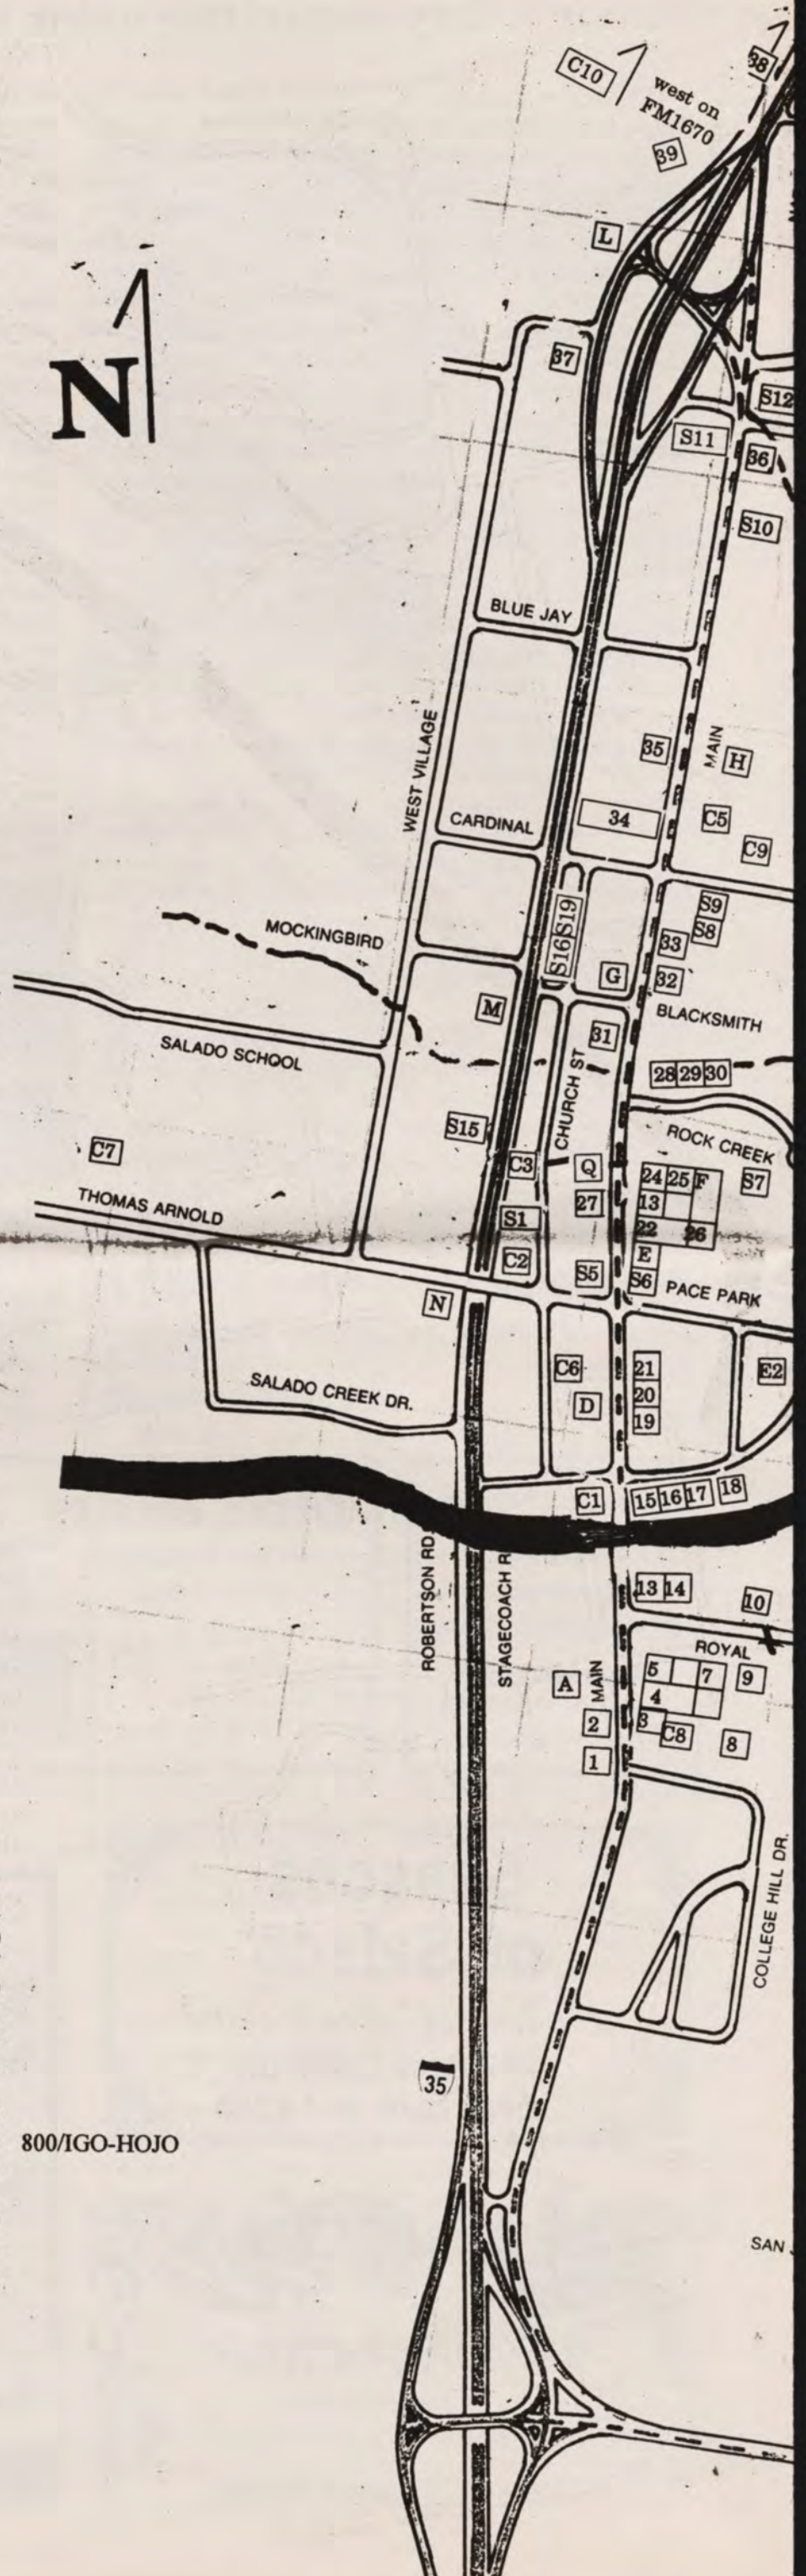 C10
38
west on
FM1670
39
L
N
37
S12
S11
36
S10
BLUE JAY
WEST VILLAGE
MAIN
35
H
CARDINAL
34
C5
C9
S16 S19
S9
S8
MOCKINGBIRD
33
G
32
M
BLACKSMITH
31
SALADO SCHOOL
CHURCH ST
28 29 30
S15
ROCK CREEK
C7
C3
Q
24 25 F
S7
THOMAS ARNOLD
27
13
S1
22 26
C2
E
S5
S6
PACE PARK
N
C6
21
E2
SALADO CREEK DR.
D
20
19
C1
15 16 17 18
ROBERTSON RD.
STAGECOACH R
13 14
10
ROYAL
A
MAIN
5 7 9
4
2
3
C8
8
1
COLLEGE HILL DR.
35
800/IGO-HOJO
SAN